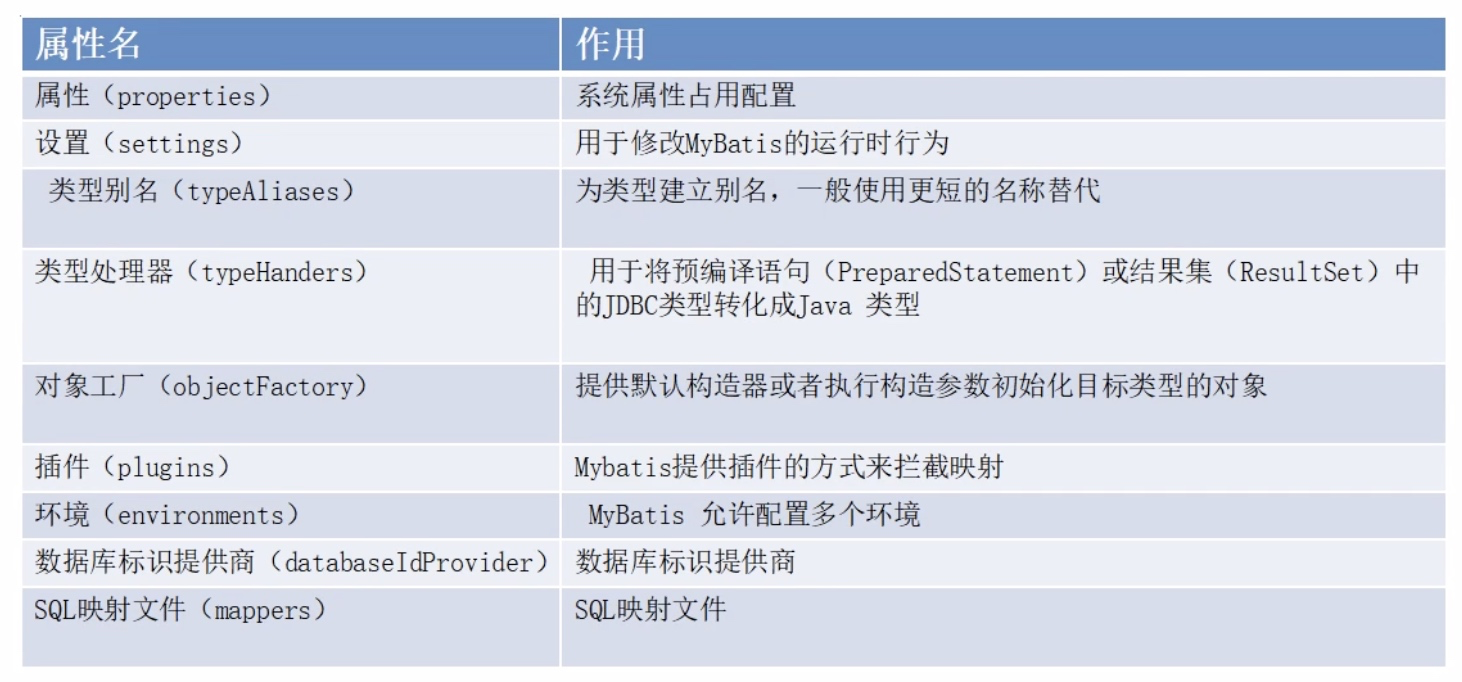 属性名
作用
属性（properties）
系统属性占用配置
设置（settings）
用于修改MyBatis的运行时行为
类型别名（typeAliases）
为类型建立别名，一般使用更短的名称替代
类型处理器（typeHanders）
用于将预编译语句（PreparedStatement）或结果集（ResultSet）中
的JDBC类型转化成Java 类型
对象工厂（objectFactory）
提供默认构造器或者执行构造参数初始化目标类型的对象
插件（plugins）
Mybatis提供插件的方式来拦截映射
环境（environments）
MyBatis 允许配置多个环境
数据库标识提供商（databaseIdProvider）
数据库标识提供商
SQL映射文件（mappers）
SQL映射文件